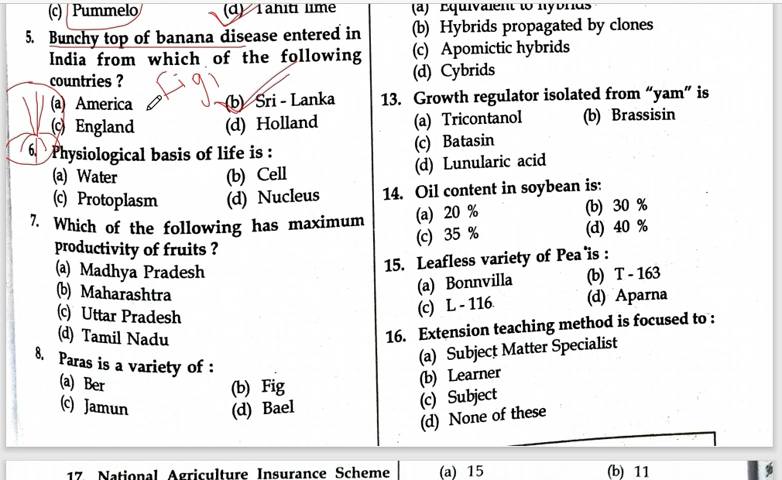 (c) Pummelo (d) Tahiti lime
5. Bunchy top of banana disease entered in
India from which of the following
countries ?
Figi
(a) America (b) Sri - Lanka
(c) England (d) Holland
6. Physiological basis of life is :
(a) Water (b) Cell
(c) Protoplasm (d) Nucleus
7. Which of the following has maximum
productivity of fruits ?
(a) Madhya Pradesh
(b) Maharashtra
(c) Uttar Pradesh
(d) Tamil Nadu
8. Paras is a variety of :
(a) Ber (b) Fig
(c) Jamun (d) Bael
(a) Equivalent to hybrids
(b) Hybrids propagated by clones
(c) Apomictic hybrids
(d) Cybrids
13. Growth regulator isolated from “yam” is
(a) Tricontanol (b) Brassisin
(c) Batasin
(d) Lunularic acid
14. Oil content in soybean is:
(a) 20 % (b) 30 %
(c) 35 % (d) 40 %
15. Leafless variety of Pea is :
(a) Bonnvilla (b) T - 163
(c) L - 116 (d) Aparna
16. Extension teaching method is focused to :
(a) Subject Matter Specialist
(b) Learner
(c) Subject
(d) None of these
17. National Agriculture Insurance Scheme
(a) 15 (b) 11